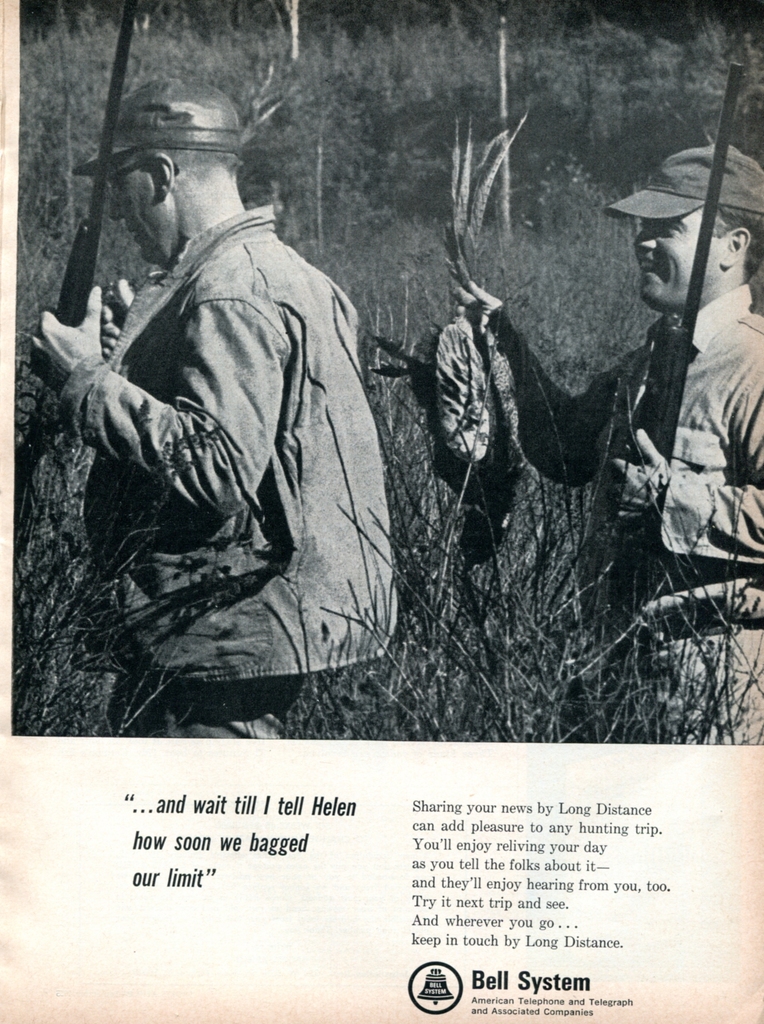 “...and wait till I tell Helen
how soon we bagged
our limit”
Sharing your news by Long Distance
can add pleasure to any hunting trip.
You'll enjoy reliving your day
as you tell the folks about it—
and they'll enjoy hearing from you, too.
Try it next trip and see.
And wherever you go...
keep in touch by Long Distance.
BELL
SYSTEM
Bell System
American Telephone and Telegraph
and Associated Companies